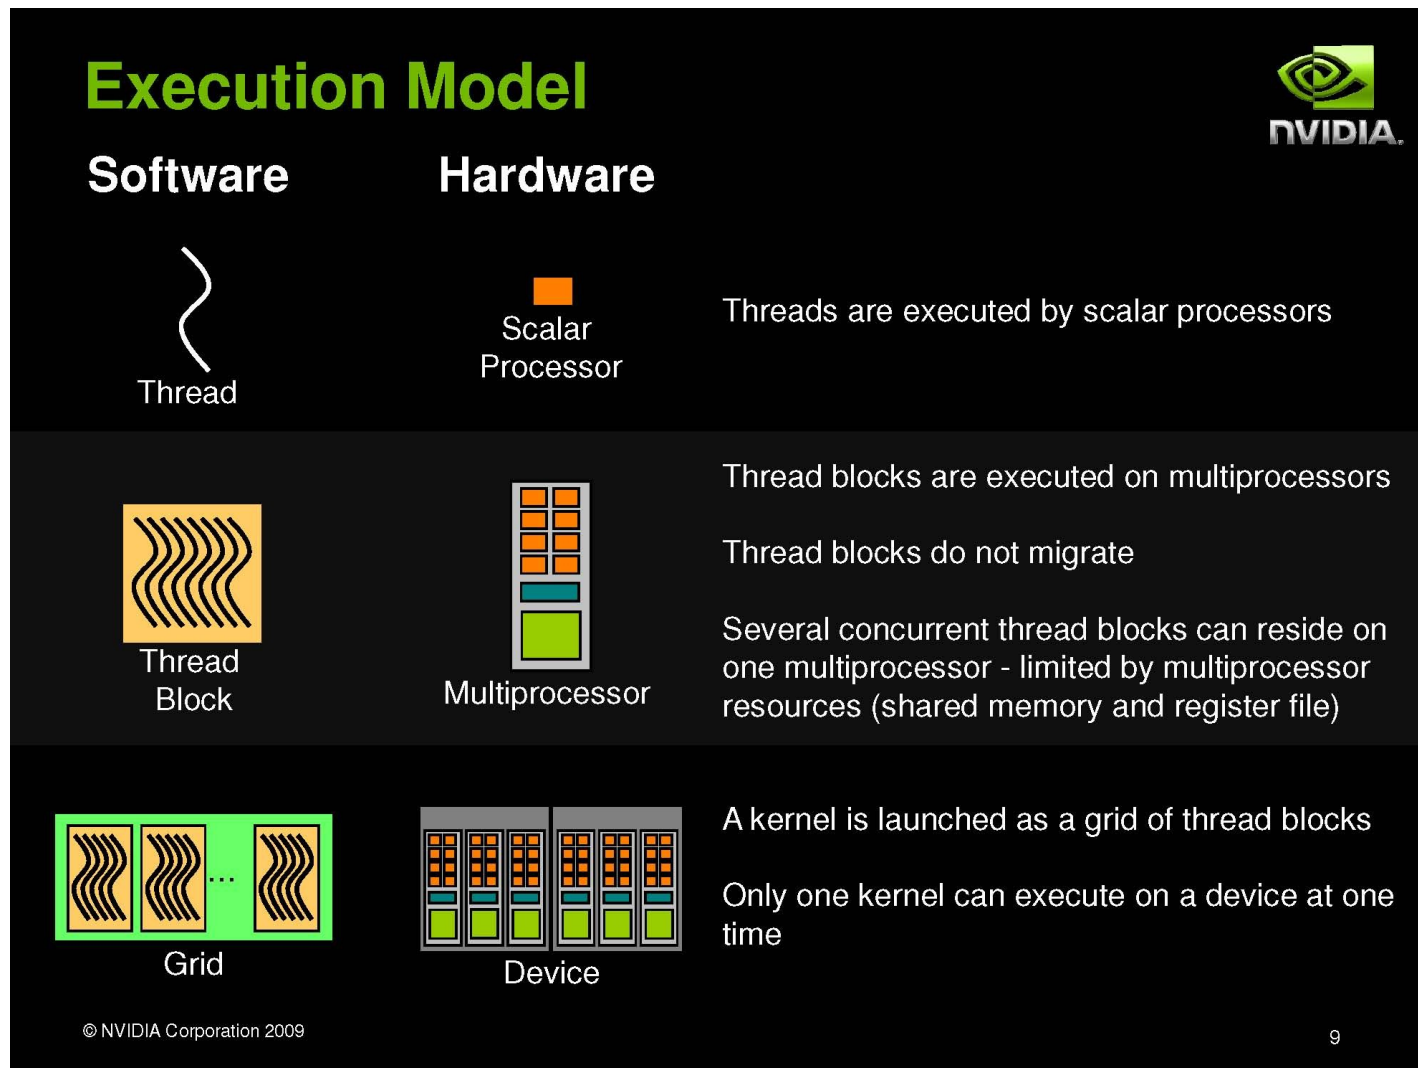 Execution Model
NVIDIA.
Software
Hardware
Thread
Scalar
Processor
Threads are executed by scalar processors
Thread
Block
Multiprocessor
Thread blocks are executed on multiprocessors
Thread blocks do not migrate
Several concurrent thread blocks can reside on
one multiprocessor - limited by multiprocessor
resources (shared memory and register file)
...
Grid
Device
A kernel is launched as a grid of thread blocks
Only one kernel can execute on a device at one
time
© NVIDIA Corporation 2009
9